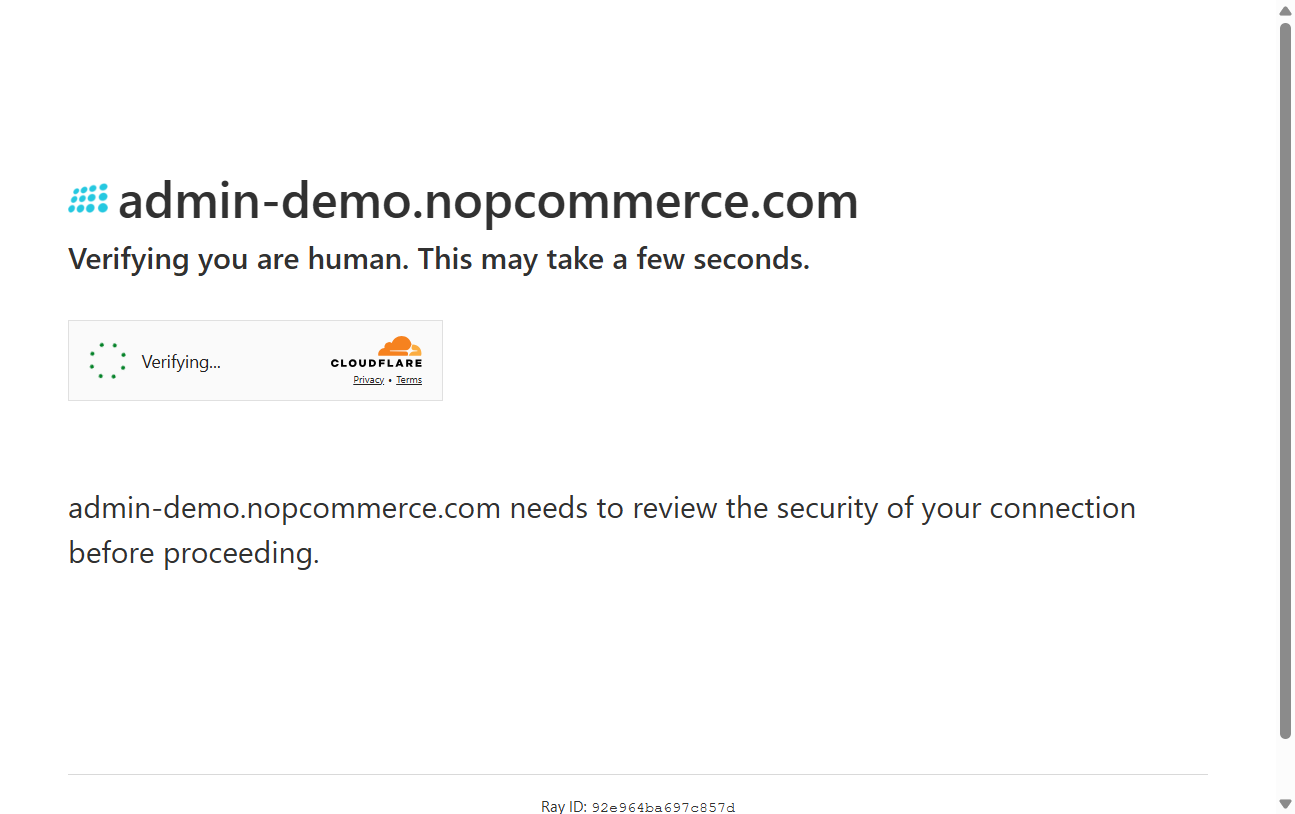 admin-demo.nopcommerce.com
Verifying you are human. This may take a few seconds.
Verifying...
CLOUDFLARE
Privacy • Terms
admin-demo.nopcommerce.com needs to review the security of your connection
before proceeding.
Ray ID: 92e964ba697c857d